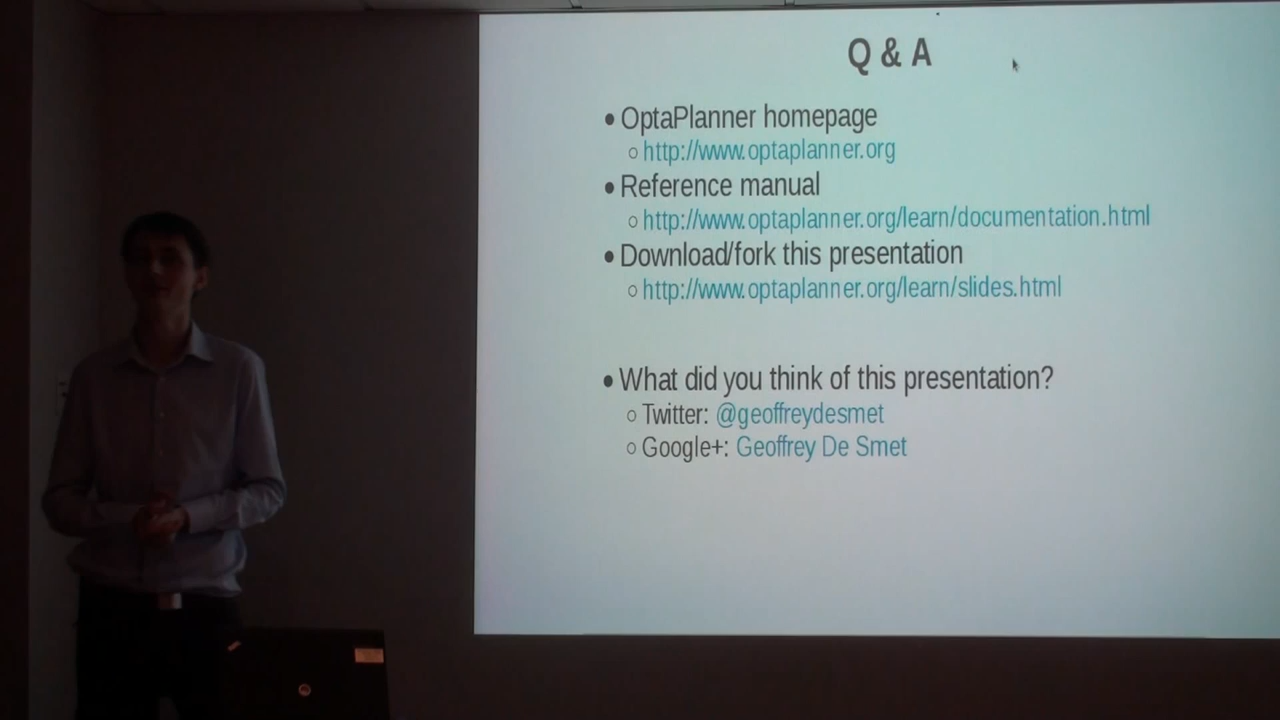 Q & A
• OptaPlanner homepage
○ http://www.optaplanner.org
• Reference manual
○ http://www.optaplanner.org/learn/documentation.html
• Download/fork this presentation
○ http://www.optaplanner.org/learn/slides.html
• What did you think of this presentation?
○ Twitter: @geoffreydesmet
○ Google+: Geoffrey De Smet